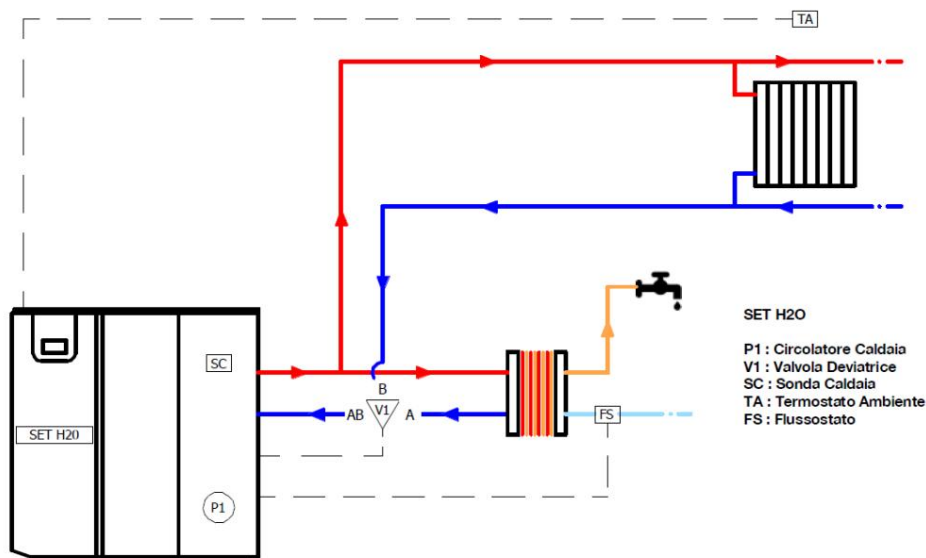 TA
SC
B
AB
V1
A
FS
SET H20
P1
SET H2O
P1 : Circolatore Caldaia
V1 : Valvola Deviatrice
SC : Sonda Caldaia
TA : Termostato Ambiente
FS : Flussostato